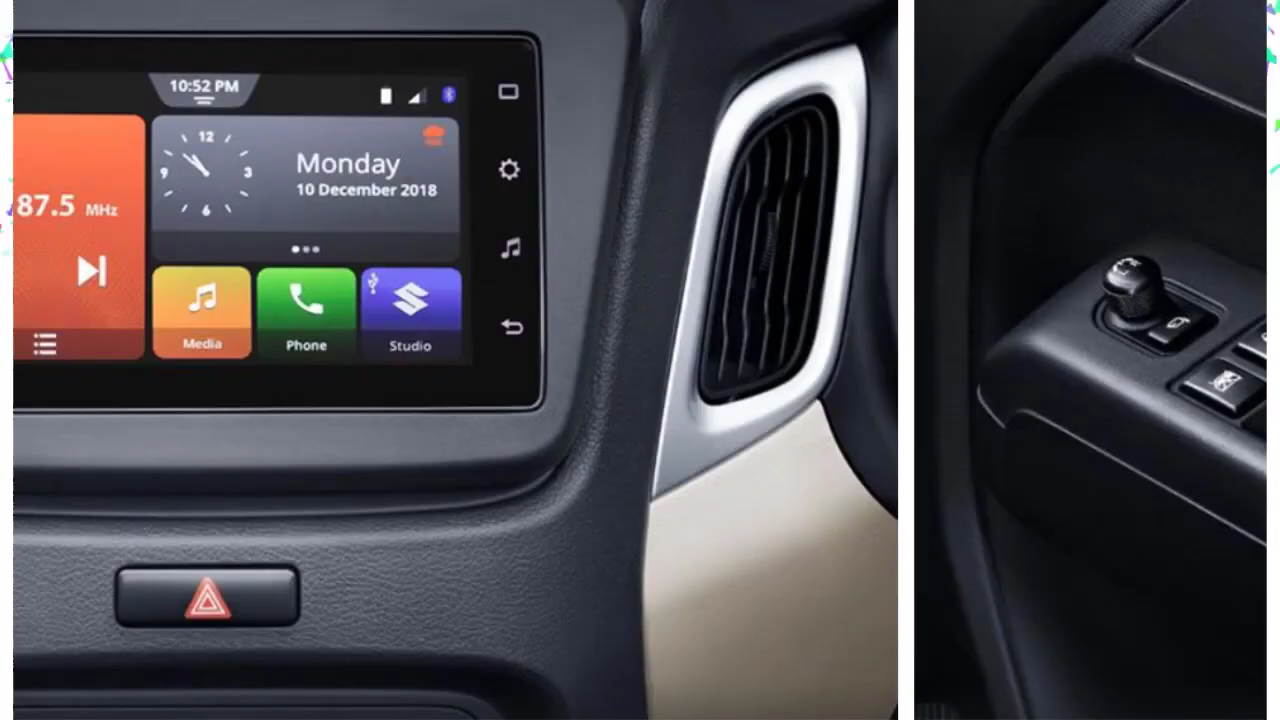 10:52 PM
12
3
6
9
Monday
10 December 2018
87.5 MHz
Media
Phone
Studio